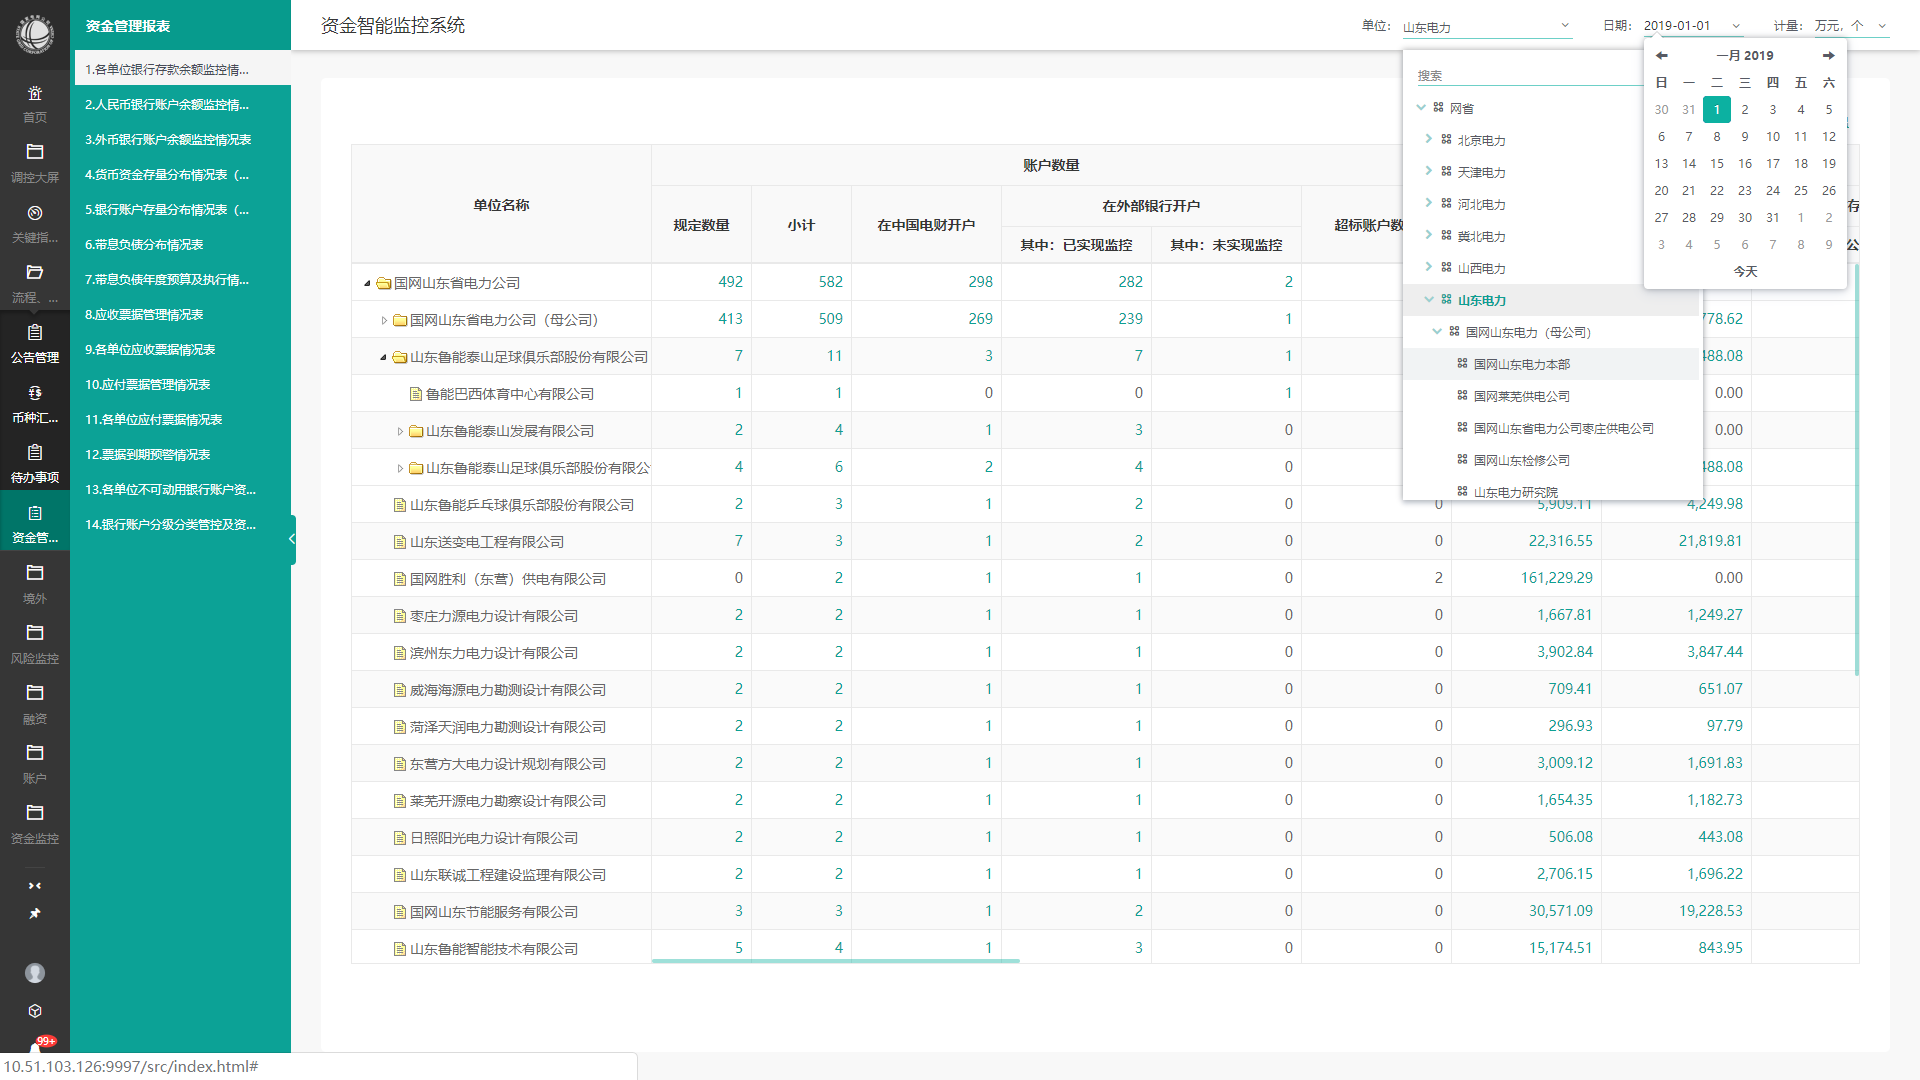 资金管理报表
资金智能监控系统
单位：
山东电力
日期：
2019-01-01
计量：
万元，个
首页
调控大屏
关键指...
流程、...
公告管理
币种汇...
待办事项
资金管...
境外
风险监控
融资
账户
资金监控
99+
1.各单位银行存款余额监控情...
2.人民币银行账户余额监控情...
3.外币银行账户余额监控情况表
4.货币资金存量分布情况表（...
5.银行账户存量分布情况表（...
6.带息负债分布情况表
7.带息负债年度预算及执行情...
8.应收票据管理情况表
9.各单位应收票据情况表
10.应付票据管理情况表
11.各单位应付票据情况表
12.票据到期预警情况表
13.各单位不可动用银行账户资...
14.银行账户分级分类管控及资...
搜索
网省
北京电力
天津电力
河北电力
冀北电力
山西电力
山东电力
国网山东电力（母公司）
国网山东电力本部
国网莱芜供电公司
国网山东省电力公司枣庄供电公司
国网山东检修公司
山东电力研究院
一月 2019
日 一 二 三 四 五 六
30 31 1 2 3 4 5
6 7 8 9 10 11 12
13 14 15 16 17 18 19
20 21 22 23 24 25 26
27 28 29 30 31 1 2
3 4 5 6 7 8 9
今天
单位名称
账户数量
规定数量
小计
在中国电财开户
在外部银行开户
其中：已实现监控
其中：未实现监控
超标账户数
存
公
国网山东省电力公司 492 582 298 282 2
国网山东省电力公司（母公司） 413 509 269 239 1 778.62
山东鲁能泰山足球俱乐部股份有限公司 7 11 3 7 1 488.08
鲁能巴西体育中心有限公司 1 1 0 0 1 0.00
山东鲁能泰山发展有限公司 2 4 1 3 0 0.00
山东鲁能泰山足球俱乐部股份有限公 4 6 2 4 0 488.08
山东鲁能乒乓球俱乐部股份有限公司 2 3 1 2 0 0 5,909.11 4,249.98
山东送变电工程有限公司 7 3 1 2 0 0 22,316.55 21,819.81
国网胜利（东营）供电有限公司 0 2 1 1 0 2 161,229.29 0.00
枣庄力源电力设计有限公司 2 2 1 1 0 0 1,667.81 1,249.27
滨州东力电力设计有限公司 2 2 1 1 0 0 3,902.84 3,847.44
威海海源电力勘测设计有限公司 2 2 1 1 0 0 709.41 651.07
菏泽天润电力勘测设计有限公司 2 2 1 1 0 0 296.93 97.79
东营方大电力设计规划有限公司 2 2 1 1 0 0 3,009.12 1,691.83
莱芜开源电力勘察设计有限公司 2 2 1 1 0 0 1,654.35 1,182.73
日照阳光电力设计有限公司 2 2 1 1 0 0 506.08 443.08
山东联诚工程建设监理有限公司 2 2 1 1 0 0 2,706.15 1,696.22
国网山东节能服务有限公司 3 3 1 2 0 0 30,571.09 19,228.53
山东鲁能智能技术有限公司 5 4 1 3 0 0 15,174.51 843.95
10.51.103.126:9997/src/index.html#